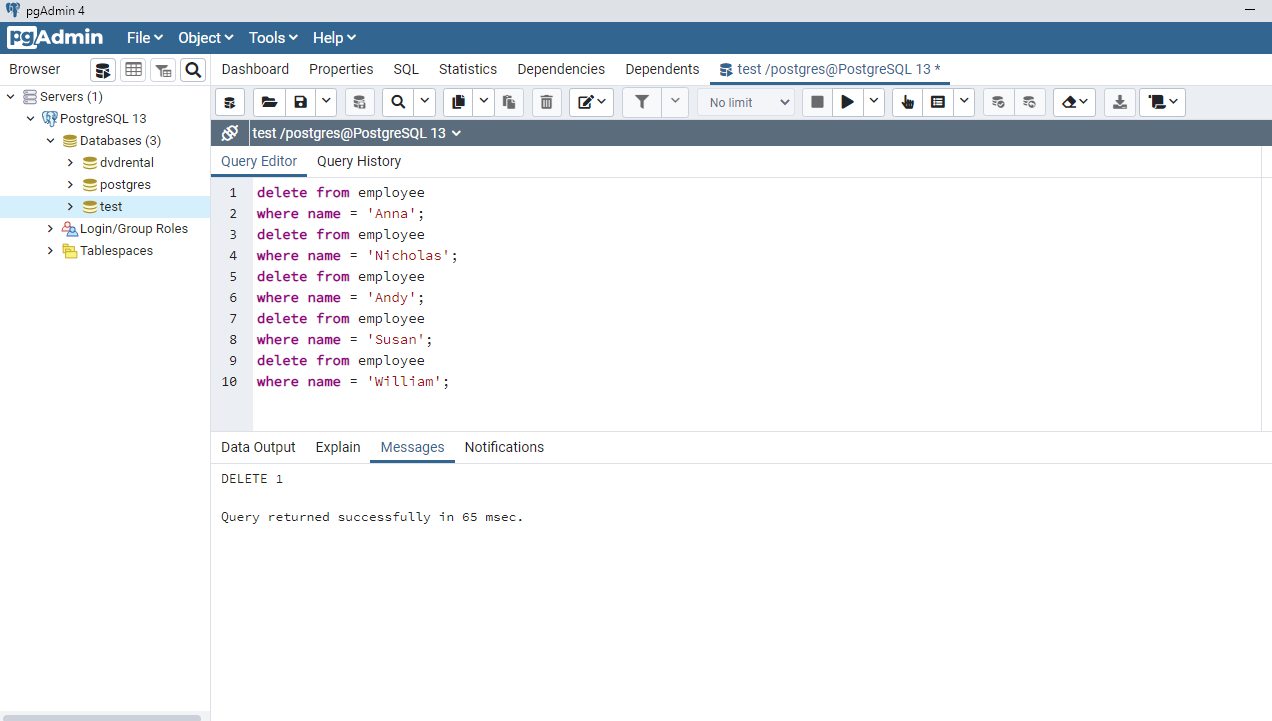 pgAdmin 4
pgAdmin File Object Tools Help
Browser Dashboard Properties SQL Statistics Dependencies Dependents test /postgres@PostgreSQL 13 *
No limit
test /postgres@PostgreSQL 13
Servers (1)
PostgreSQL 13
Databases (3)
dvdrental
postgres
test
Login/Group Roles
Tablespaces
Query Editor Query History
1 delete from employee
2 where name = 'Anna';
3 delete from employee
4 where name = 'Nicholas';
5 delete from employee
6 where name = 'Andy';
7 delete from employee
8 where name = 'Susan';
9 delete from employee
10 where name = 'William';
Data Output Explain Messages Notifications
DELETE 1
Query returned successfully in 65 msec.